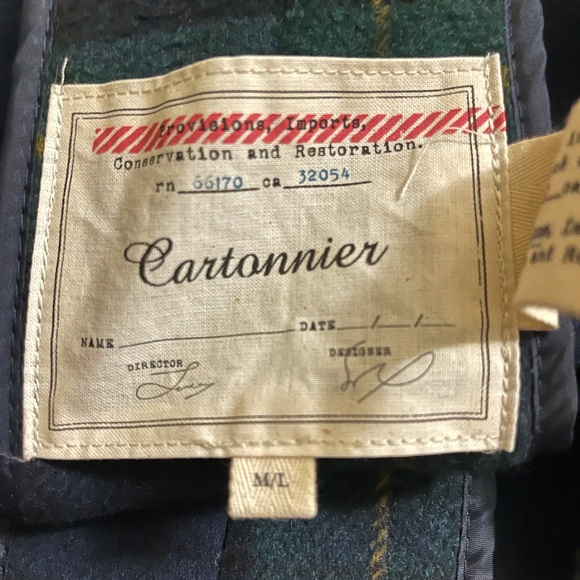 Provisions, Imports,
Conservation and Restoration.
rn 66170 ca 32054
Cartonnier
NAME DATE / /
DIRECTOR DESIGNER
M/L